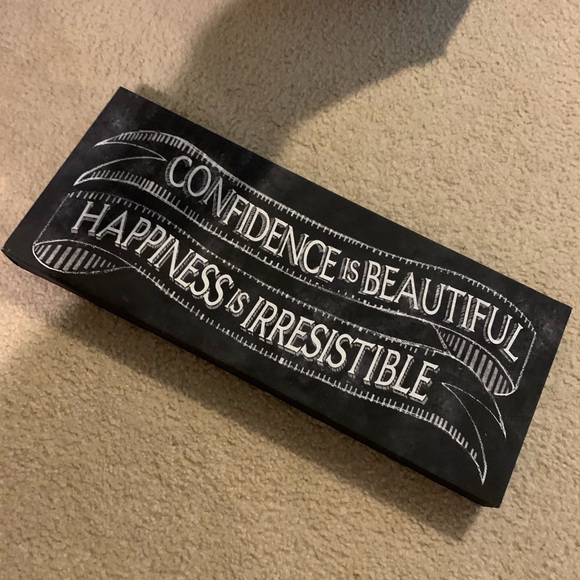 CONFIDENCE IS BEAUTIFUL
HAPPINESS IS IRRESISTIBLE